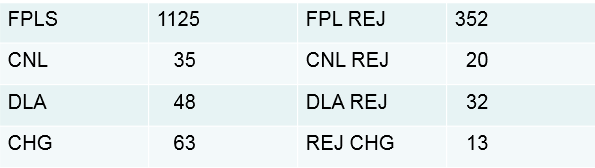 FPLS 1125 FPL REJ 352
CNL 35 CNL REJ 20
DLA 48 DLA REJ 32
CHG 63 REJ CHG 13